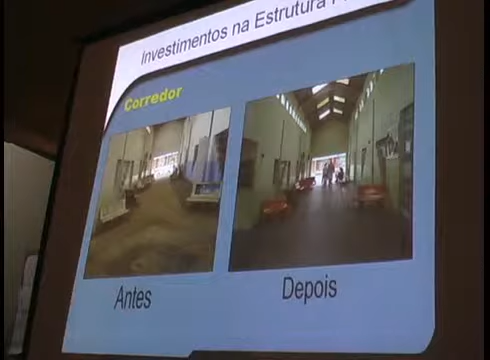 Investimentos na Estrutura
Corredor
Antes
Depois